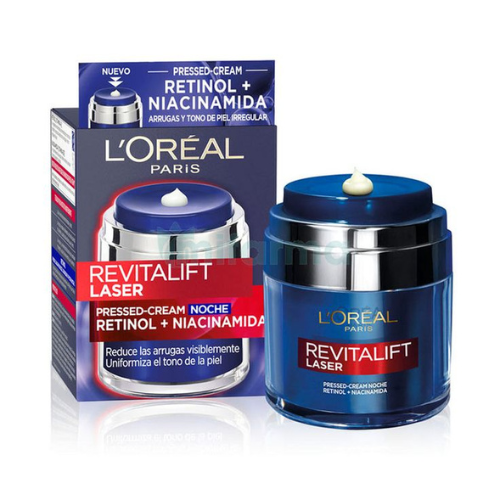 NUEVO
PRESSED-CREAM
RETINOL +
NIACINAMIDA
ARRUGAS Y TONO DE PIEL IRREGULAR
L'ORÉAL
PARIS
REVITALIFT
LASER
PRESSED-CREAM NOCHE
RETINOL + NIACINAMIDA
Reduce las arrugas visiblemente
Uniformiza el tono de la piel
L'ORÉAL
PARIS
REVITALIFT
LASER
PRESSED-CREAM NOCHE
RETINOL + NIACINAMIDA